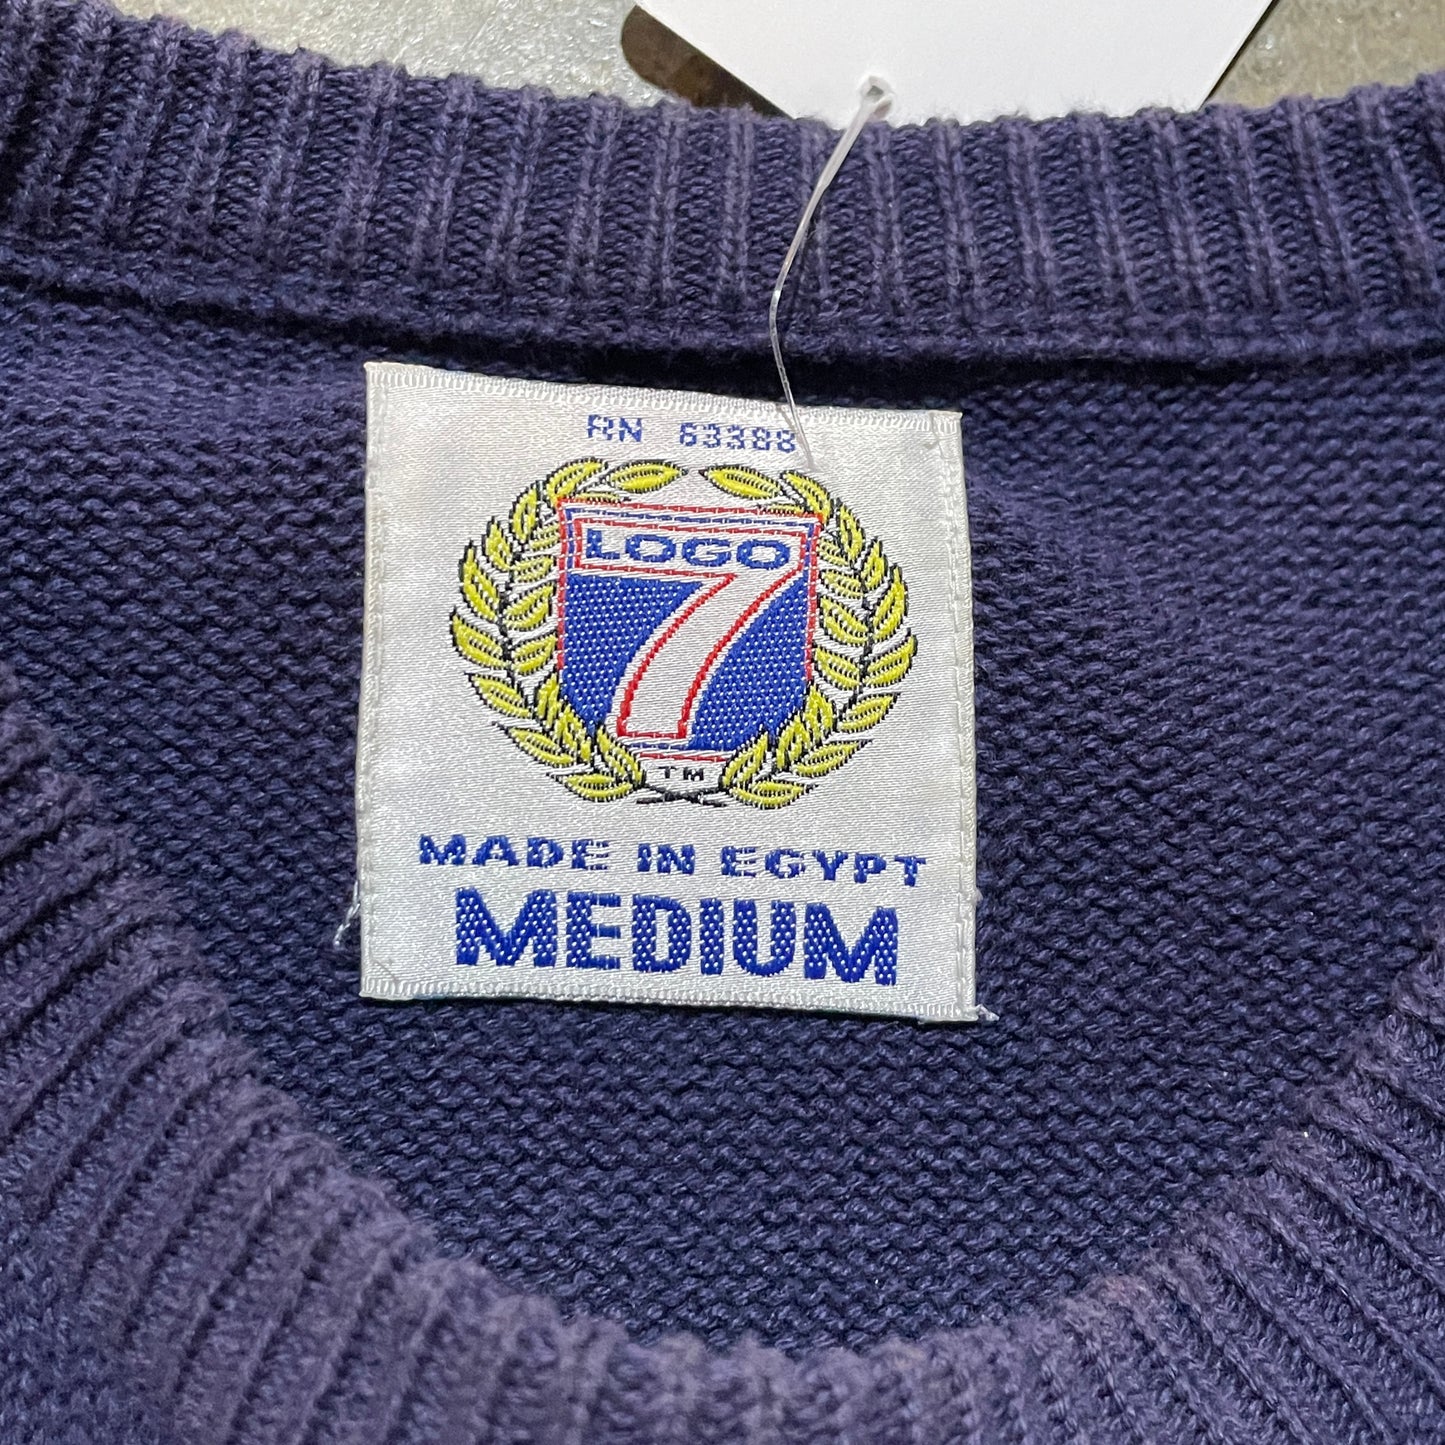 RN 63388
LOGO
7
TM
MADE IN EGYPT
MEDIUM